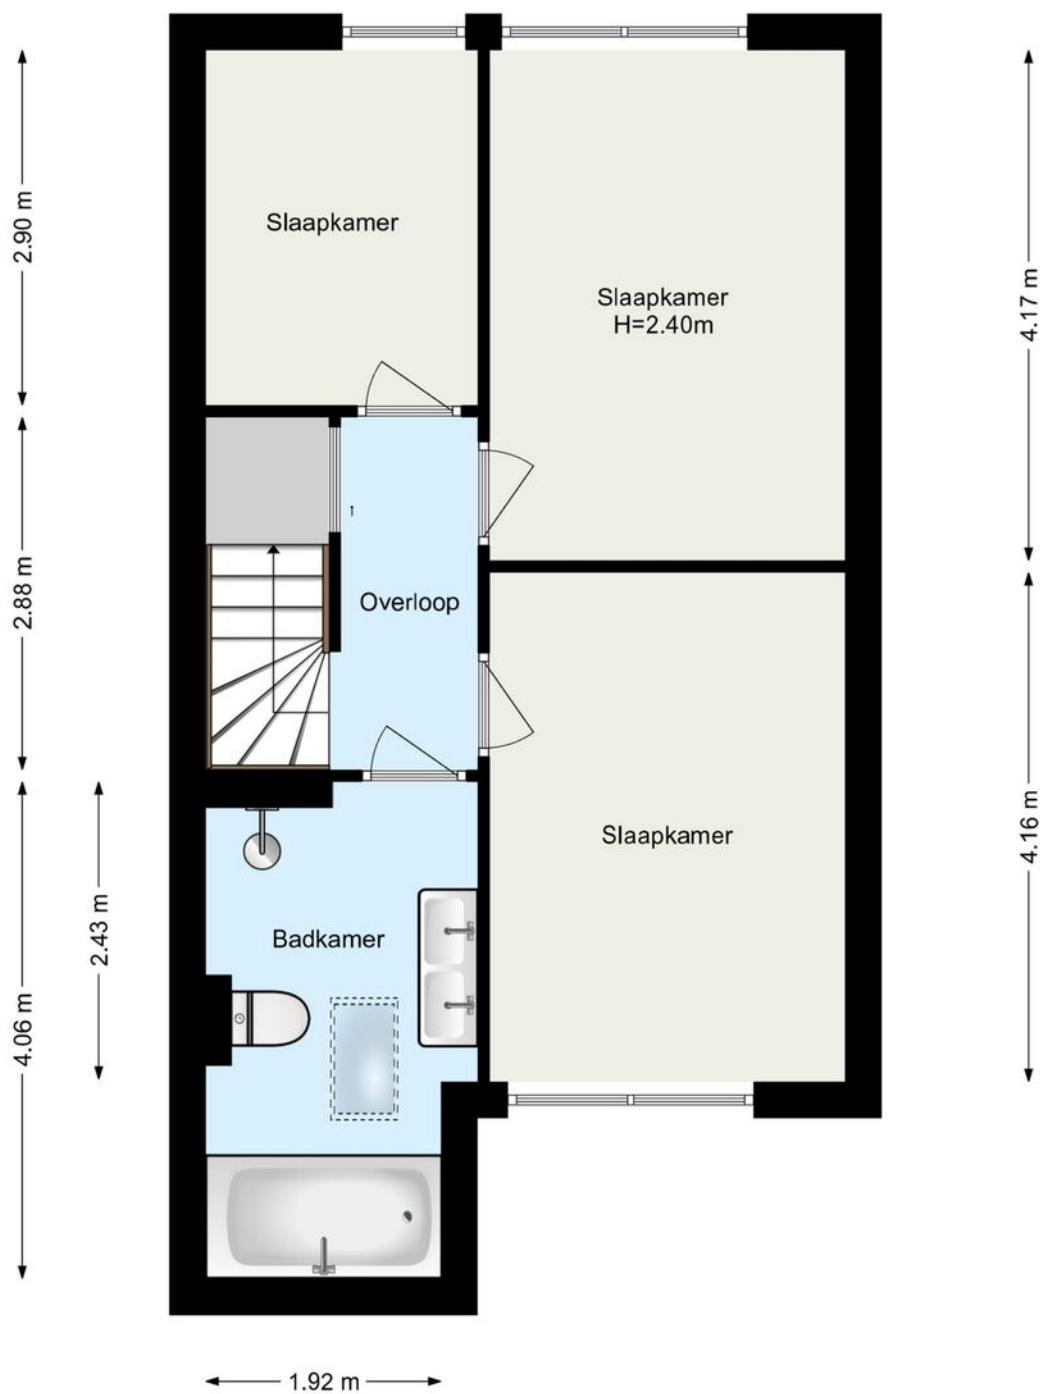 Slaapkamer
Slaapkamer
H=2.40m
Overloop
Slaapkamer
Badkamer
2.90 m
2.88 m
4.06 m
2.43 m
4.17 m
4.16 m
1.92 m